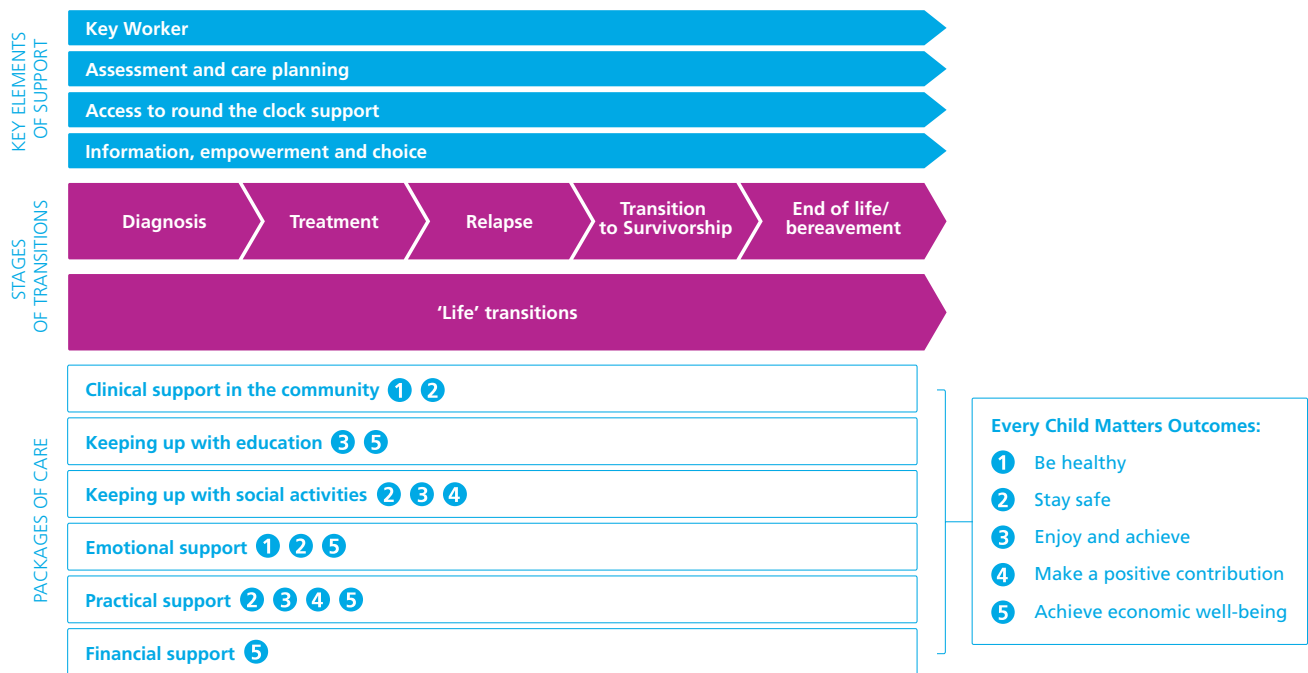 KEY ELEMENTS
OF SUPPORT
Key Worker
Assessment and care planning
Access to round the clock support
Information, empowerment and choice
STAGES
OF TRANSITIONS
Diagnosis
Treatment
Relapse
Transition
to Survivorship
End of life/
bereavement
‘Life’ transitions
PACKAGES OF CARE
Clinical support in the community 1 2
Keeping up with education 3 5
Keeping up with social activities 2 3 4
Emotional support 1 2 5
Practical support 2 3 4 5
Financial support 5
Every Child Matters Outcomes:
1 Be healthy
2 Stay safe
3 Enjoy and achieve
4 Make a positive contribution
5 Achieve economic well-being